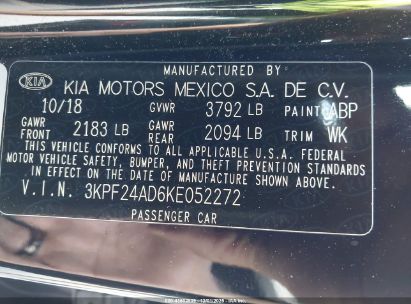 MANUFACTURED BY
KIA KIA MOTORS MEXICO S.A. DE C.V.
10/18 GVWR 3792 LB PAINT ABP
GAWR FRONT 2183 LB GAWR REAR 2094 LB TRIM WK
THIS VEHICLE CONFORMS TO ALL APPLICABLE U.S.A. FEDERAL
MOTOR VEHICLE SAFETY, BUMPER, AND THEFT PREVENTION STANDARDS
IN EFFECT ON THE DATE OF MANUFACTURE SHOWN ABOVE.
V.I.N. 3KPF24AD6KE052272
PASSENGER CAR